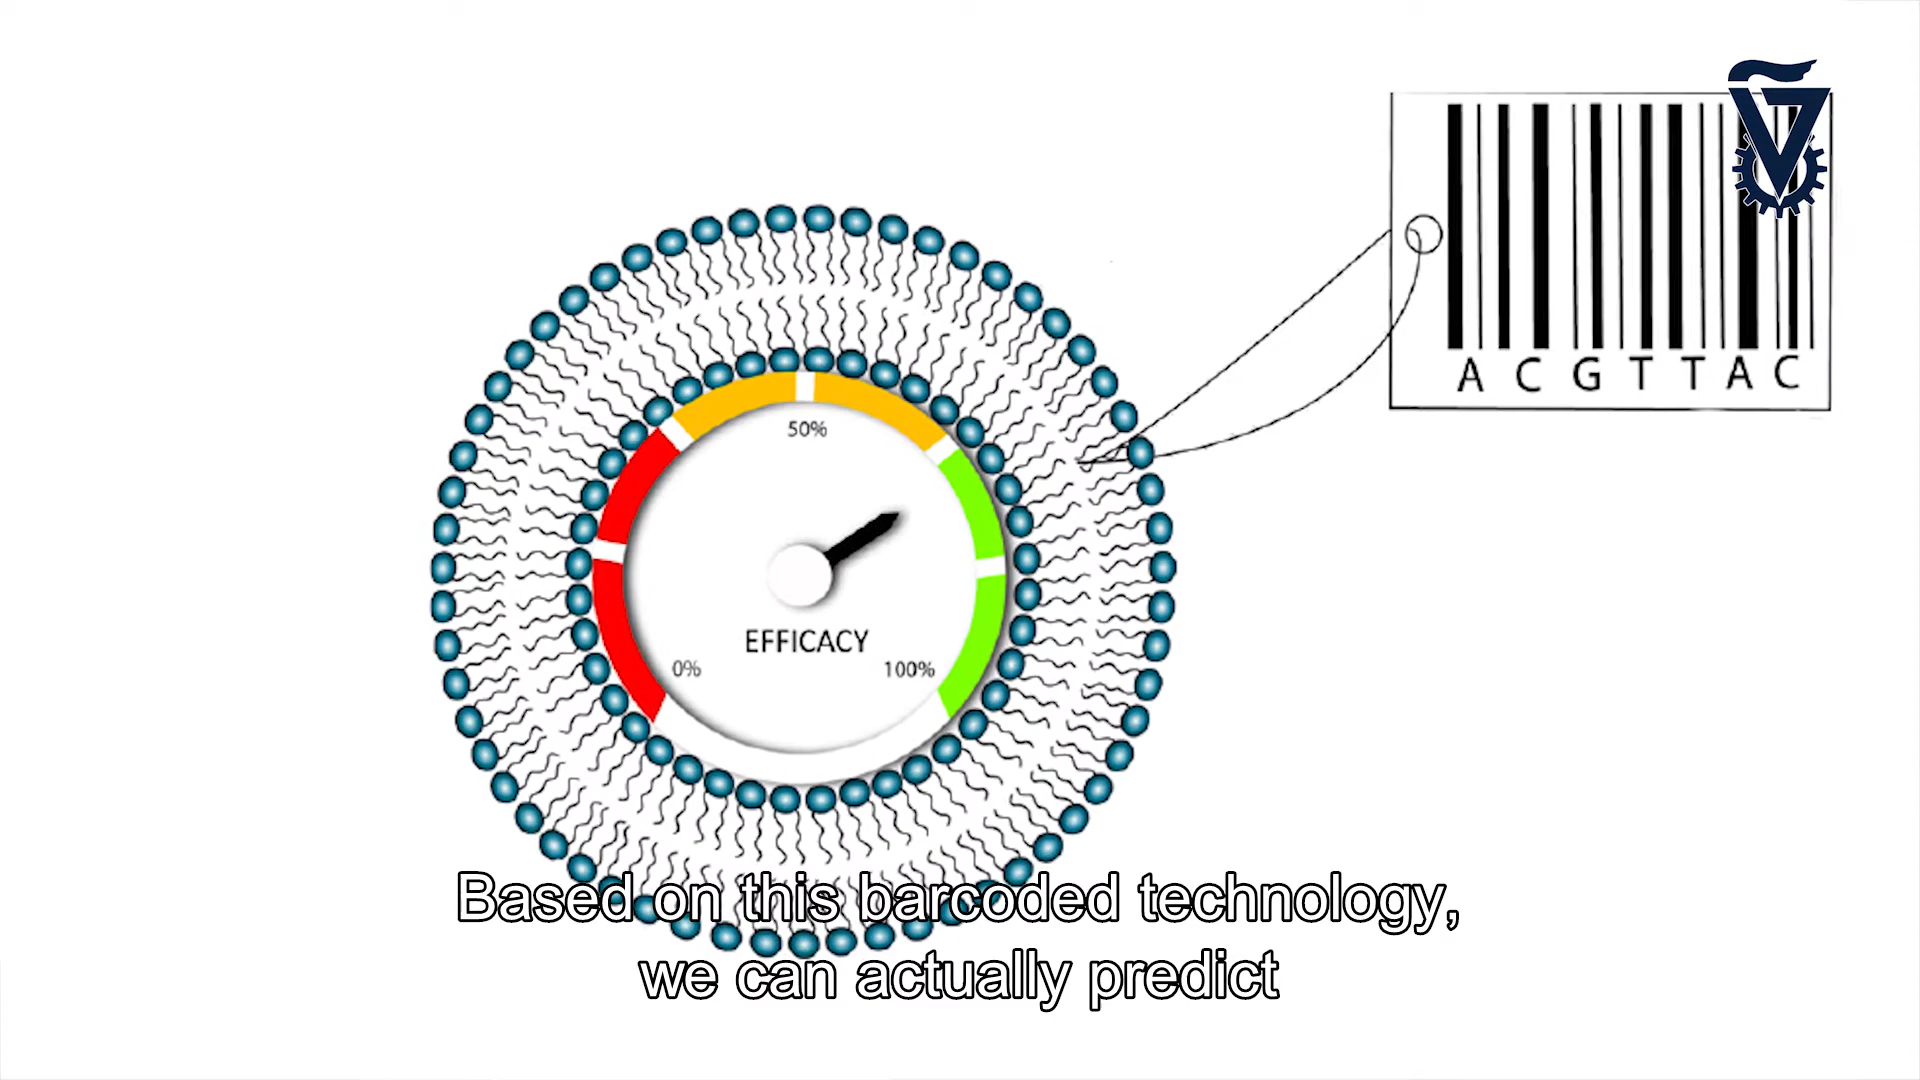 A C G T T A C
50%
EFFICACY
0% 100%
Based on this barcoded technology,
we can actually predict